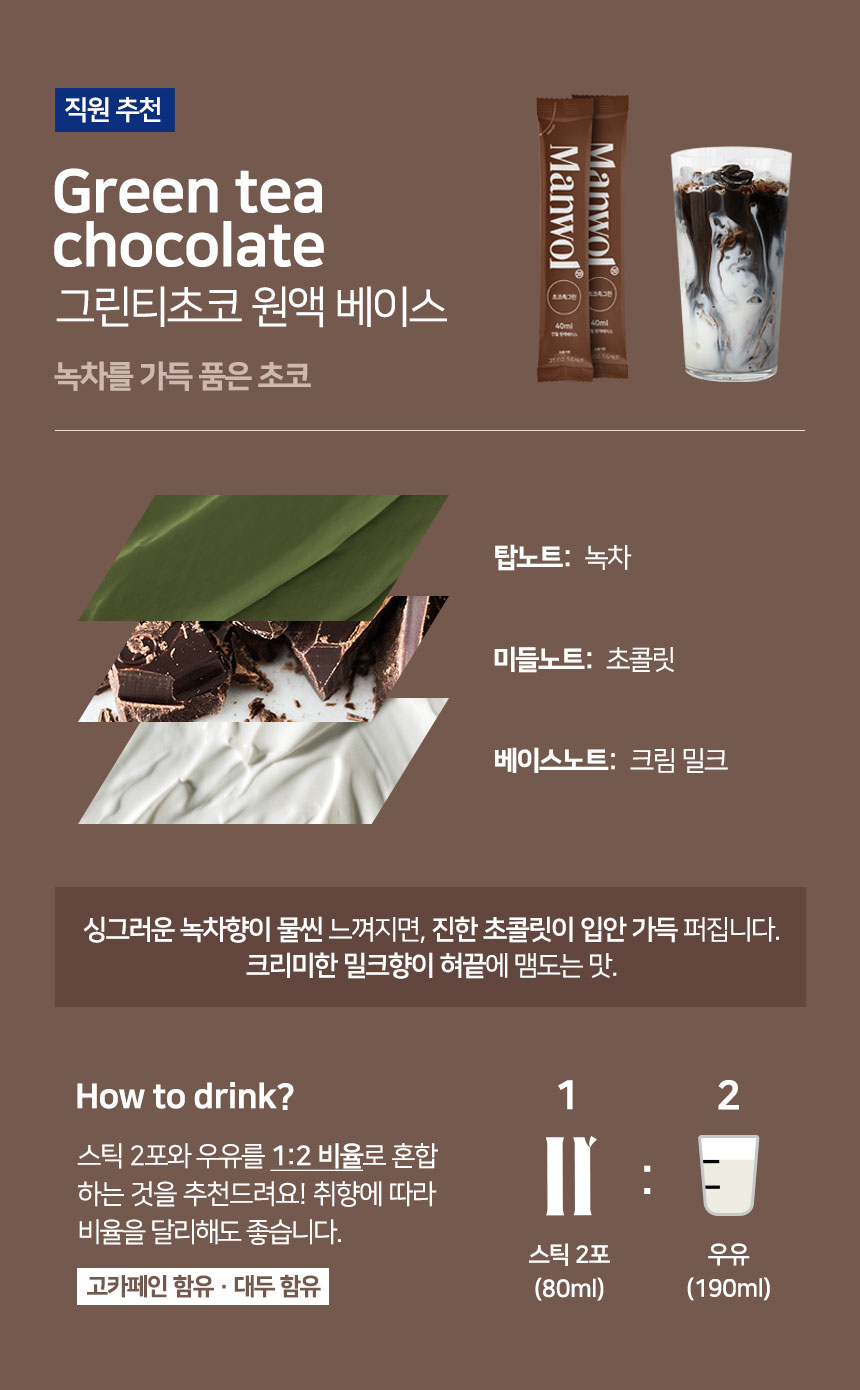 직원 추천
Green tea
chocolate
그린티초코 원액 베이스
녹차를 가득 품은 초코
Manwol
Manwol
초코촉그린
40ml
40ml
탑노트: 녹차
미들노트: 초콜릿
베이스노트: 크림 밀크
싱그러운 녹차향이 물씬 느껴지면, 진한 초콜릿이 입안 가득 퍼집니다.
크리미한 밀크향이 혀끝에 맴도는 맛.
How to drink?
스틱 2포와 우유를 1:2 비율로 혼합
하는 것을 추천드려요! 취향에 따라
비율을 달리해도 좋습니다.
고카페인 함유 · 대두 함유
1 2
:
스틱 2포 우유
(80ml) (190ml)